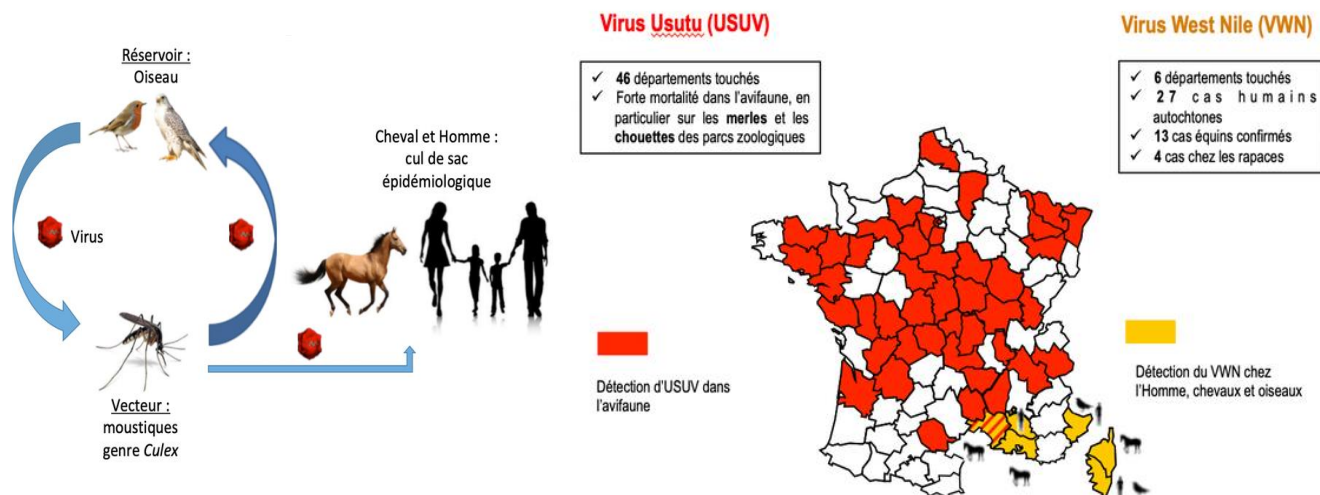 Réservoir :
Oiseau
Virus
Cheval et Homme :
cul de sac
épidémiologique
Vecteur :
moustiques
genre Culex
Virus Usutu (USUV)
✓ 46 départements touchés
✓ Forte mortalité dans l'avifaune, en
particulier sur les merles et les
chouettes des parcs zoologiques
Détection d'USUV dans
l'avifaune
Virus West Nile (VWN)
✓ 6 départements touchés
✓ 27 cas humains
autochtones
✓ 13 cas équins confirmés
✓ 4 cas chez les rapaces
Détection du VWN chez
l'Homme, chevaux et oiseaux